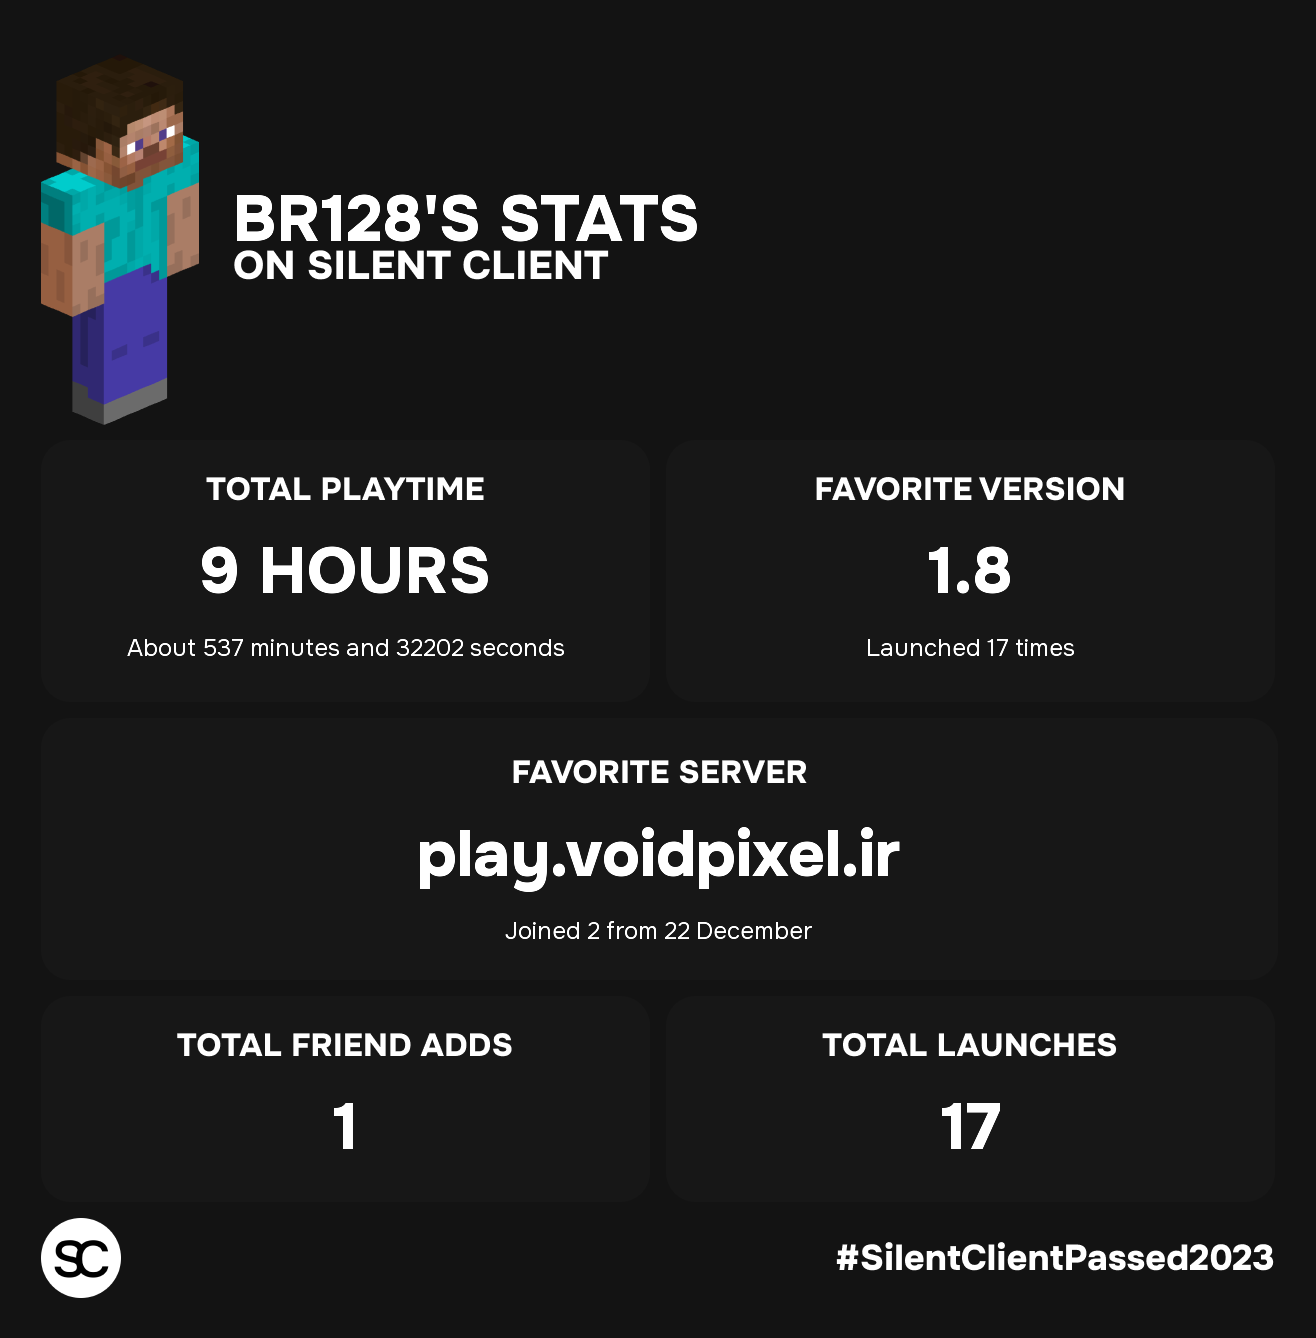 BR128'S STATS
ON SILENT CLIENT
TOTAL PLAYTIME
9 HOURS
About 537 minutes and 32202 seconds
FAVORITE VERSION
1.8
Launched 17 times
FAVORITE SERVER
play.voidpixel.ir
Joined 2 from 22 December
TOTAL FRIEND ADDS
1
TOTAL LAUNCHES
17
SC
#SilentClientPassed2023